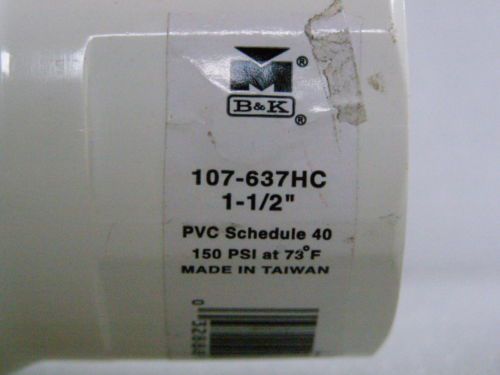 M®
B&K®
107-637HC
1-1/2"
PVC Schedule 40
150 PSI at 73°F
MADE IN TAIWAN